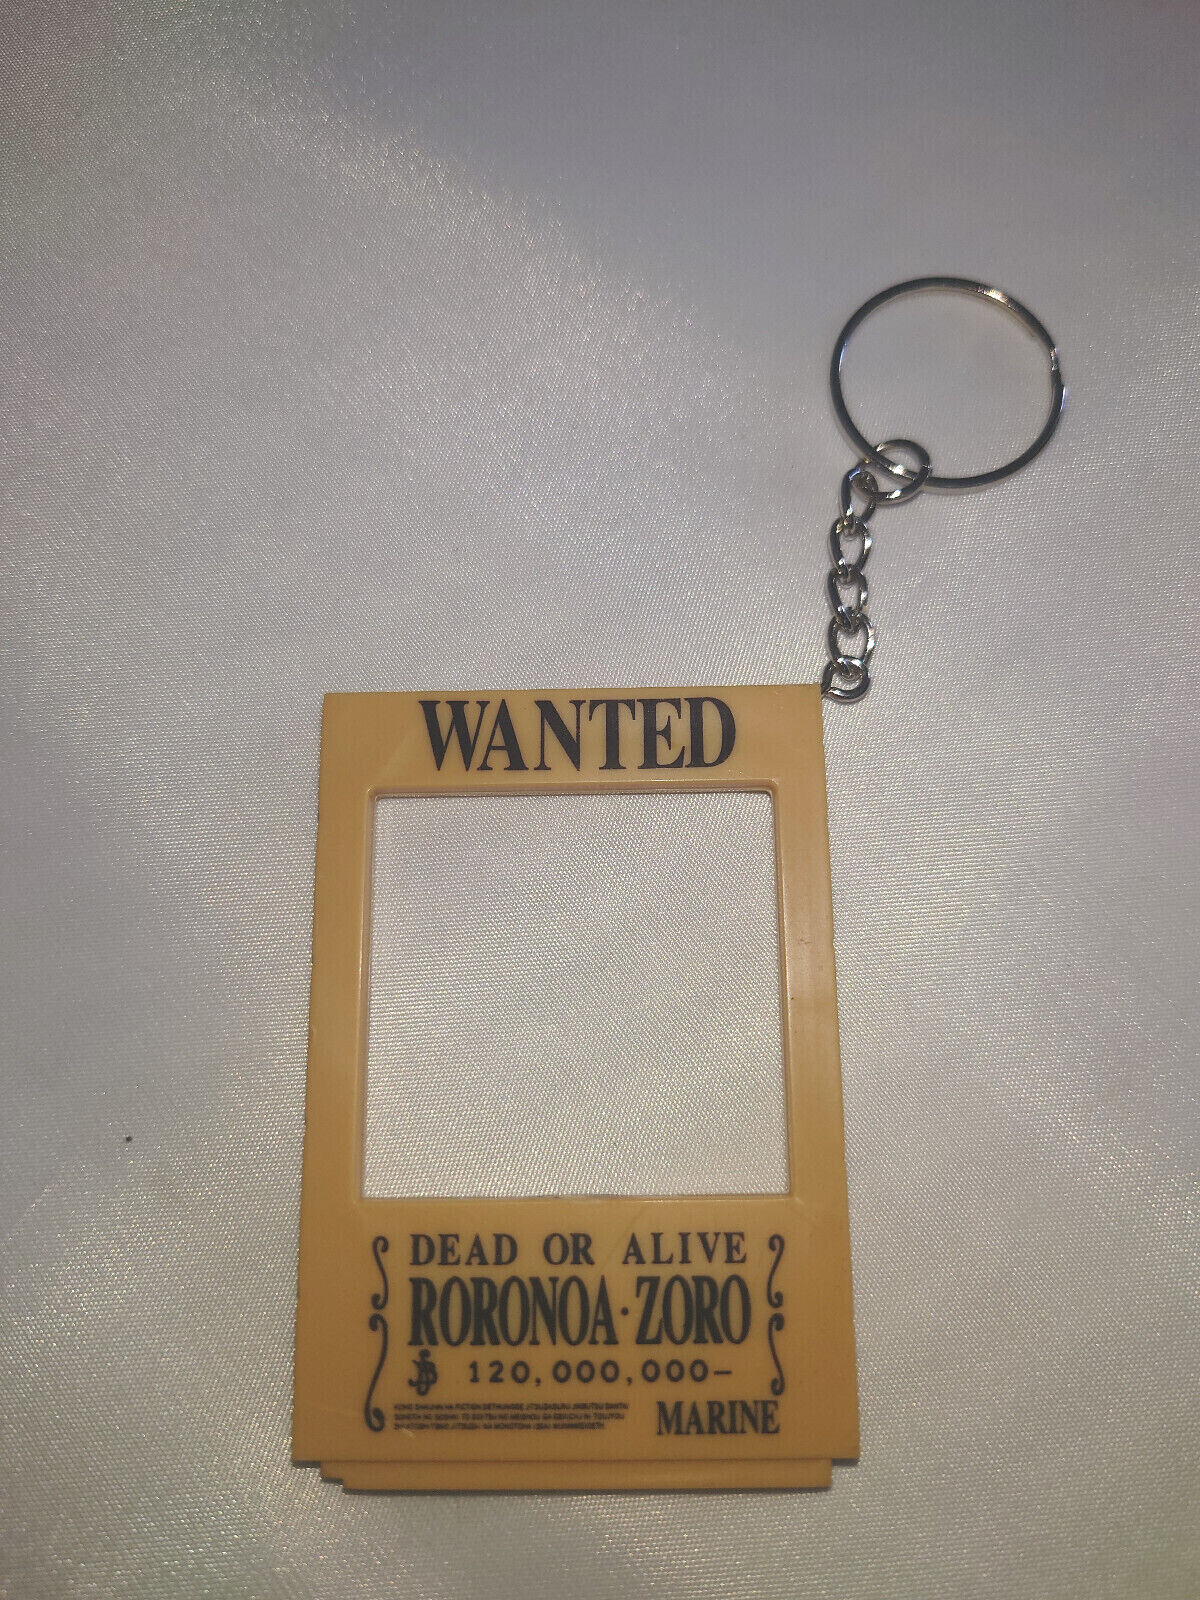 WANTED
DEAD OR ALIVE
RORONOA·ZORO
120,000,000–
MARINE